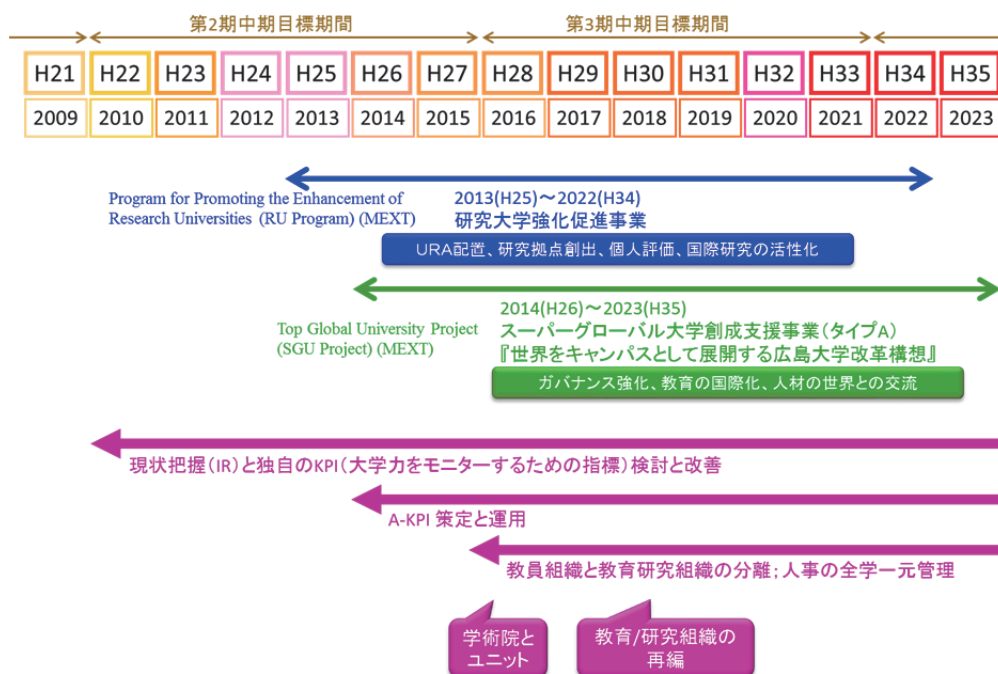 第2期中期目標期間
第3期中期目標期間
H21 H22 H23 H24 H25 H26 H27 H28 H29 H30 H31 H32 H33 H34 H35
2009 2010 2011 2012 2013 2014 2015 2016 2017 2018 2019 2020 2021 2022 2023
Program for Promoting the Enhancement of
Research Universities (RU Program) (MEXT)
2013(H25)～2022(H34)
研究大学強化促進事業
URA配置、研究拠点創出、個人評価、国際研究の活性化
Top Global University Project
(SGU Project) (MEXT)
2014(H26)～2023(H35)
スーパーグローバル大学創成支援事業(タイプA)
『世界をキャンパスとして展開する広島大学改革構想』
ガバナンス強化、教育の国際化、人材の世界との交流
現状把握(IR)と独自のKPI(大学力をモニターするための指標)検討と改善
A-KPI 策定と運用
教員組織と教育研究組織の分離;人事の全学一元管理
学術院と
ユニット
教育/研究組織の
再編